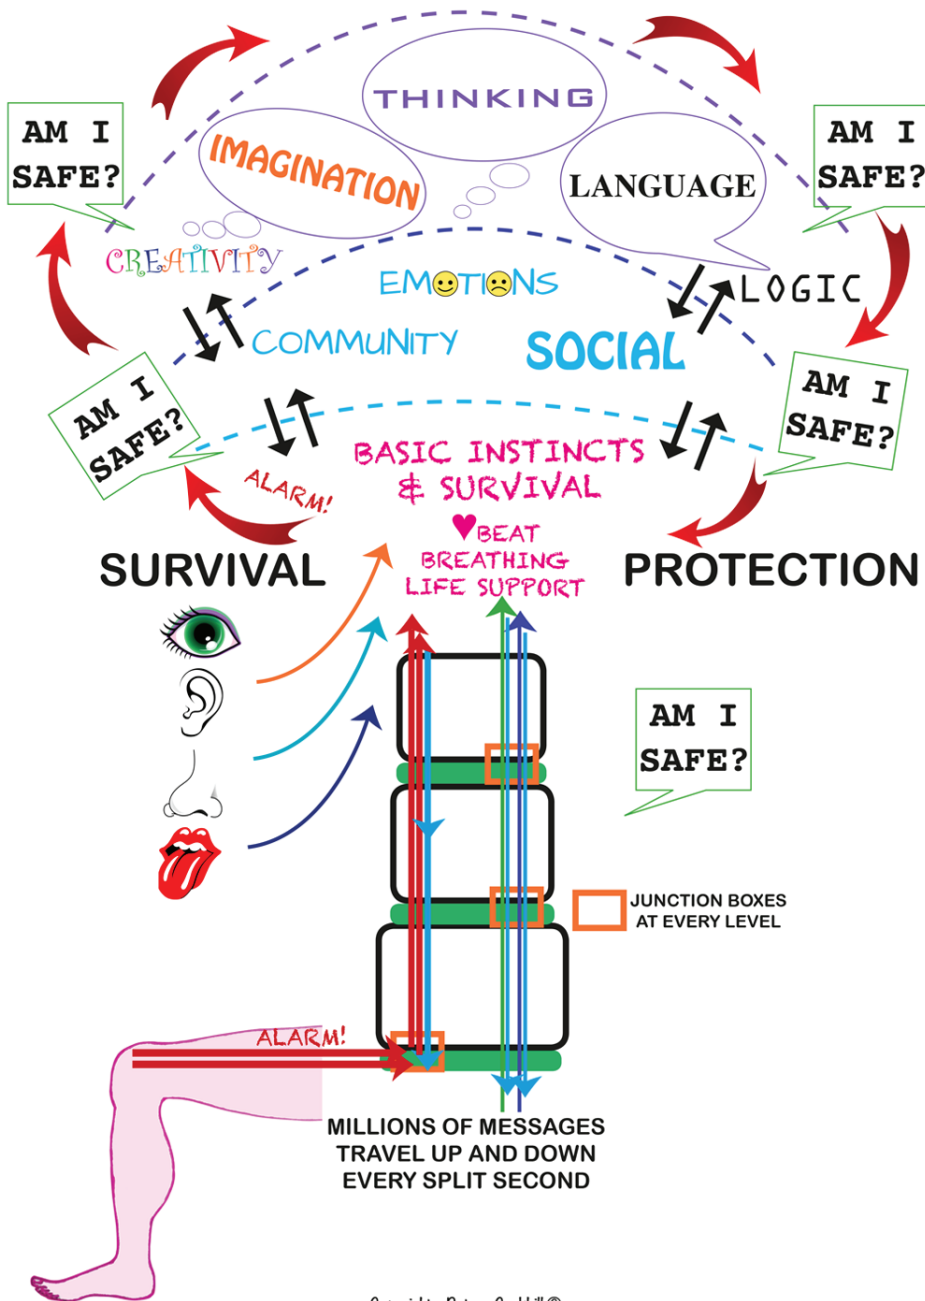 THINKING
AM I
SAFE?
AM I
SAFE?
IMAGINATION
LANGUAGE
CREATIVITY
EMOTIONS
LOGIC
COMMUNITY
SOCIAL
AM I
SAFE?
AM I
SAFE?
BASIC INSTINCTS
& SURVIVAL
ALARM!
♥BEAT
BREATHING
LIFE SUPPORT
SURVIVAL
PROTECTION
AM I
SAFE?
JUNCTION BOXES
AT EVERY LEVEL
ALARM!
MILLIONS OF MESSAGES
TRAVEL UP AND DOWN
EVERY SPLIT SECOND